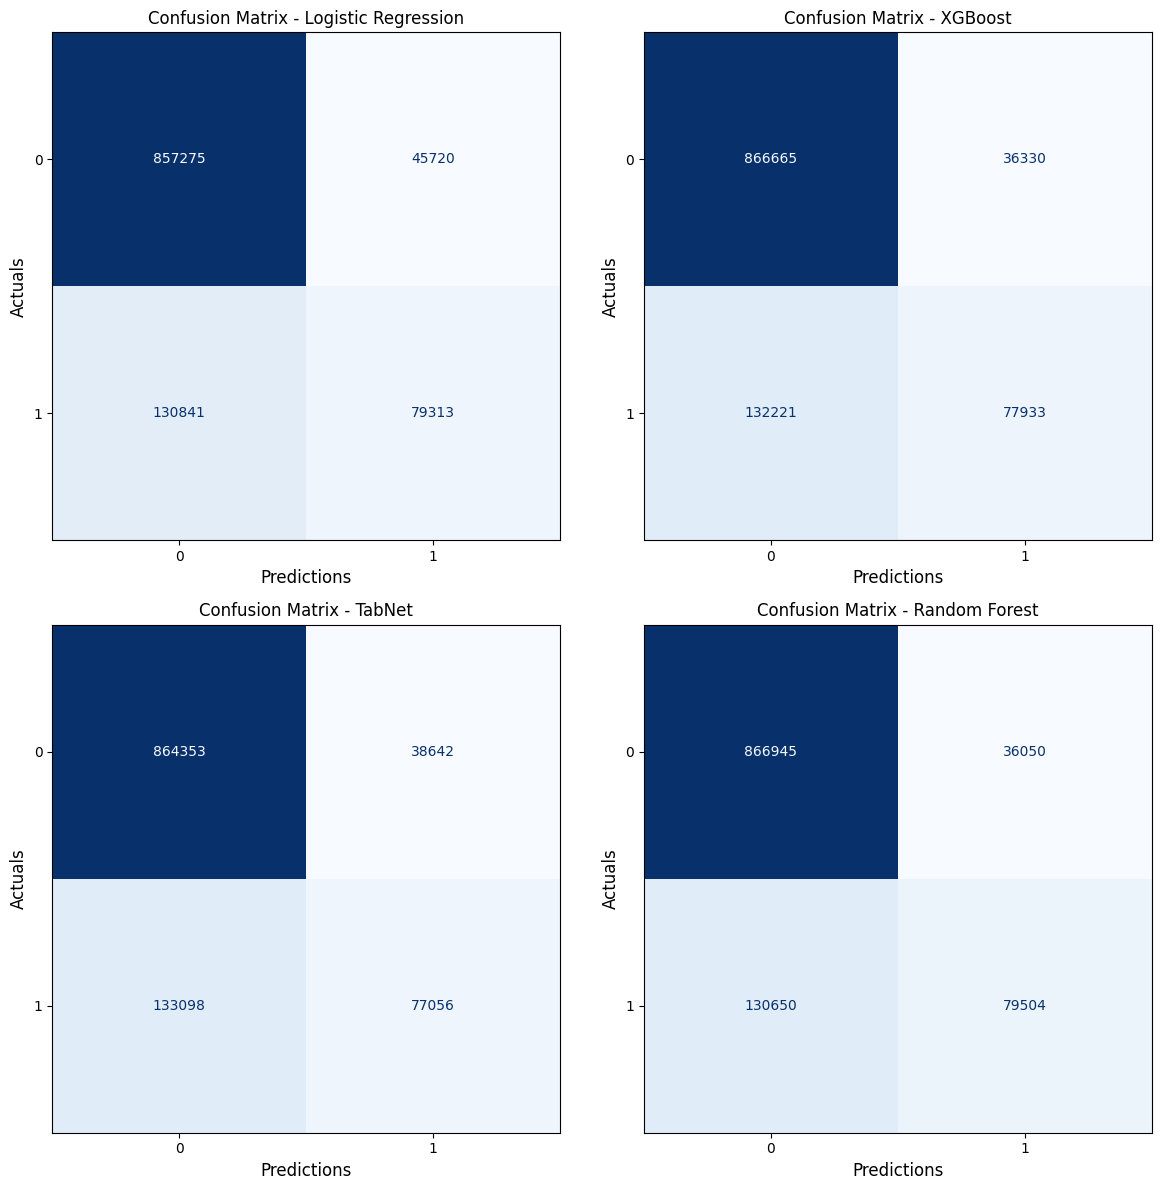 Confusion Matrix - Logistic Regression
Actuals
0
857275
45720
1
130841
79313
0
1
Predictions
Confusion Matrix - XGBoost
Actuals
0
866665
36330
1
132221
77933
0
1
Predictions
Confusion Matrix - TabNet
Actuals
0
864353
38642
1
133098
77056
0
1
Predictions
Confusion Matrix - Random Forest
Actuals
0
866945
36050
1
130650
79504
0
1
Predictions